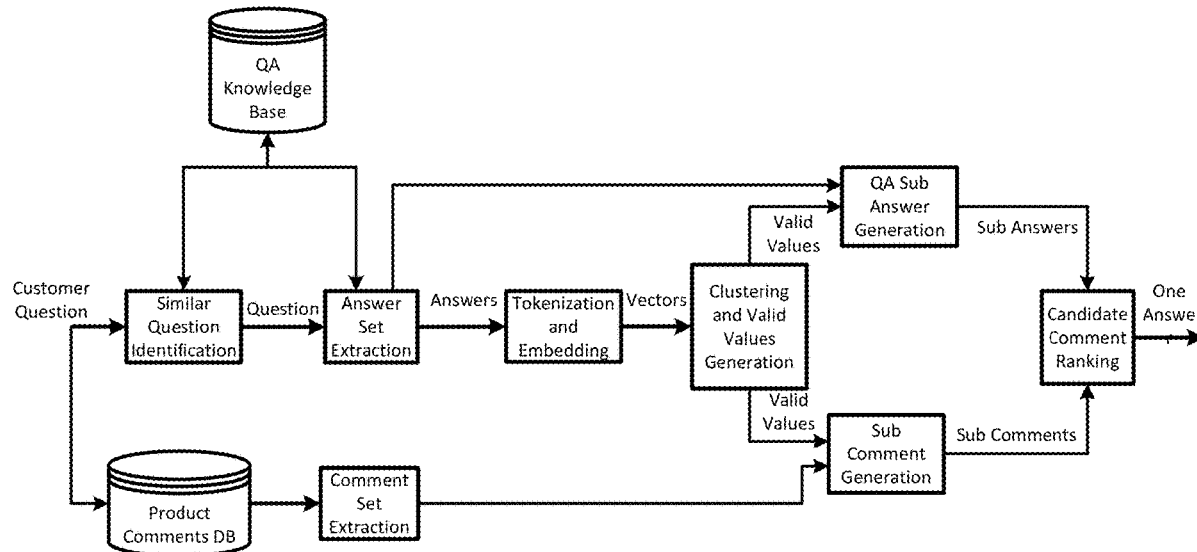 QA
Knowledge
Base
QA Sub
Answer
Generation
Valid
Values
Sub Answers
Customer
Question
Similar
Question
Identification
Question
Answer
Set
Extraction
Answers
Tokenization
and
Embedding
Vectors
Clustering
and Valid
Values
Generation
Candidate
Comment
Ranking
One
Answe
Valid
Values
Sub
Comment
Generation
Sub Comments
Product
Comments DB
Comment
Set
Extraction